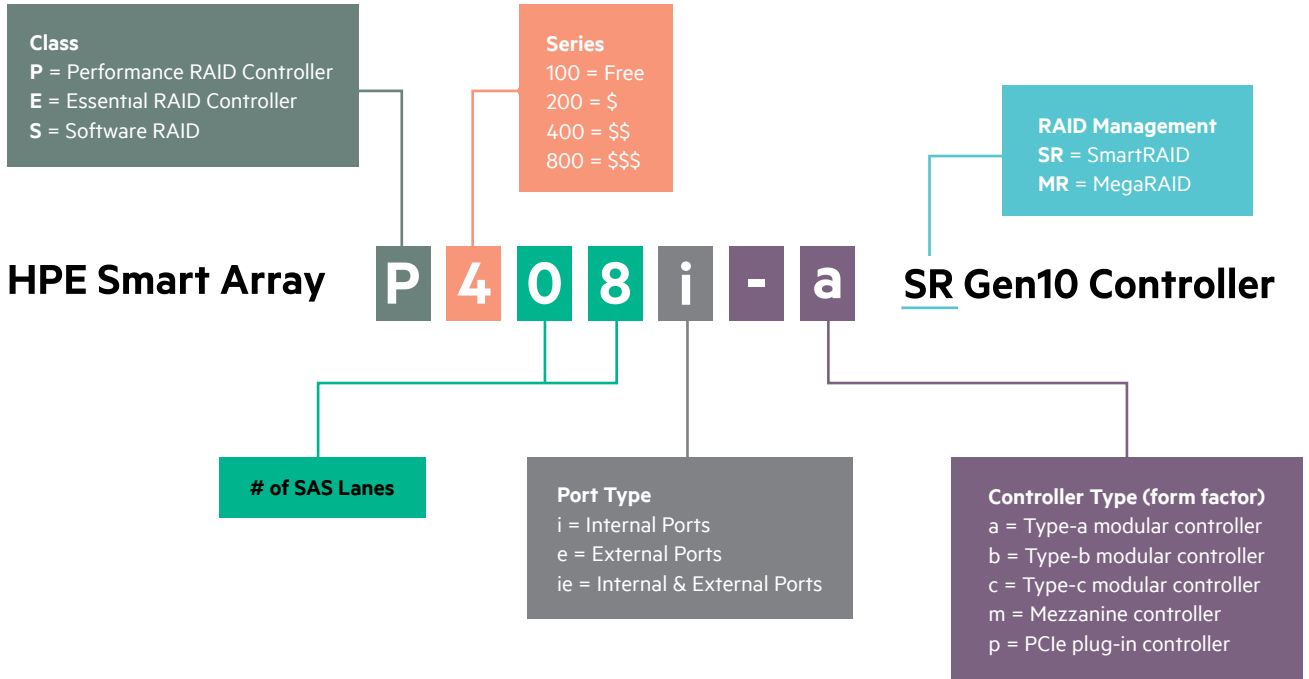 Class
P = Performance RAID Controller
E = Essential RAID Controller
S = Software RAID
Series
100 = Free
200 = $
400 = $$
800 = $$$
RAID Management
SR = SmartRAID
MR = MegaRAID
HPE Smart Array P 4 0 8 i - a SR Gen10 Controller
# of SAS Lanes
Port Type
i = Internal Ports
e = External Ports
ie = Internal & External Ports
Controller Type (form factor)
a = Type-a modular controller
b = Type-b modular controller
c = Type-c modular controller
m = Mezzanine controller
p = PCIe plug-in controller